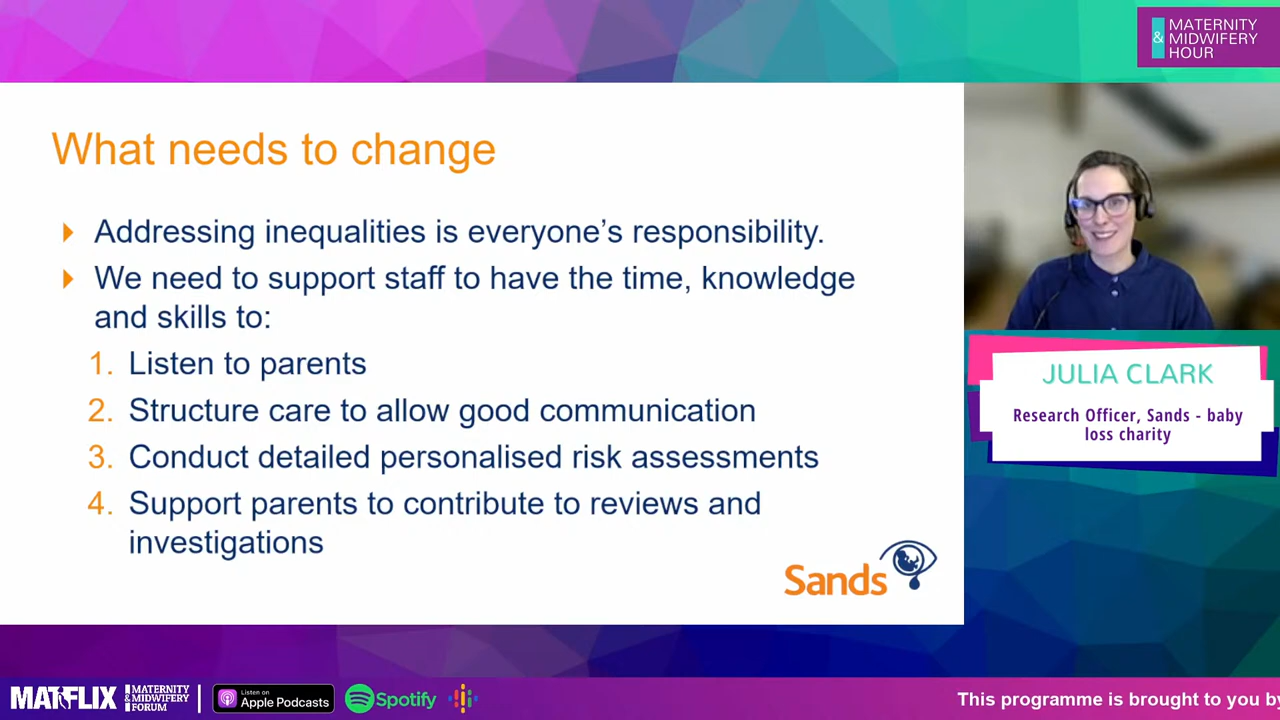 MATERNITY
& MIDWIFERY
HOUR
What needs to change
Addressing inequalities is everyone’s responsibility.
We need to support staff to have the time, knowledge
and skills to:
1. Listen to parents
2. Structure care to allow good communication
3. Conduct detailed personalised risk assessments
4. Support parents to contribute to reviews and
investigations
Sands
JULIA CLARK
Research Officer, Sands - baby
loss charity
MATFLIX
MATERNITY
& MIDWIFERY
FORUM
Listen on
Apple Podcasts
Spotify
This programme is brought to you by